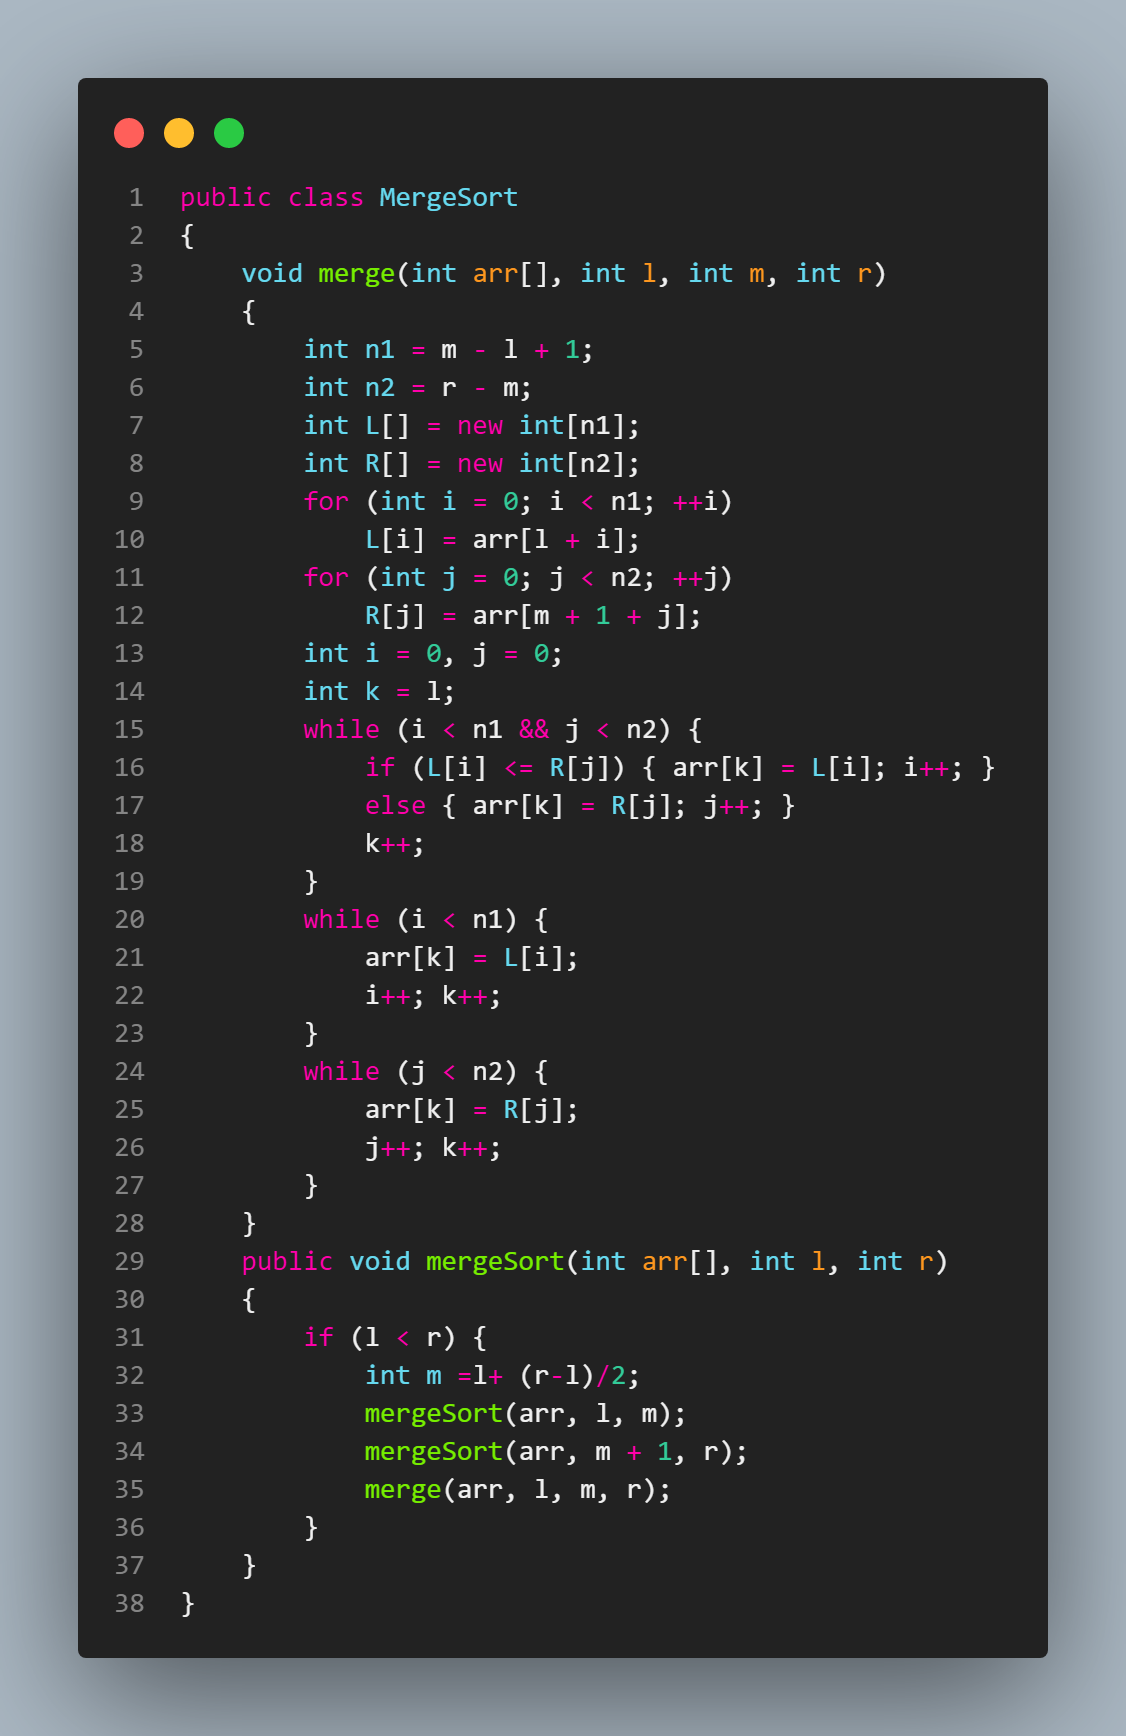 1 public class MergeSort
2 {
3     void merge(int arr[], int l, int m, int r)
4     {
5         int n1 = m - l + 1;
6         int n2 = r - m;
7         int L[] = new int[n1];
8         int R[] = new int[n2];
9         for (int i = 0; i < n1; ++i)
10             L[i] = arr[l + i];
11         for (int j = 0; j < n2; ++j)
12             R[j] = arr[m + 1 + j];
13         int i = 0, j = 0;
14         int k = l;
15         while (i < n1 && j < n2) {
16             if (L[i] <= R[j]) { arr[k] = L[i]; i++; }
17             else { arr[k] = R[j]; j++; }
18             k++;
19         }
20         while (i < n1) {
21             arr[k] = L[i];
22             i++; k++;
23         }
24         while (j < n2) {
25             arr[k] = R[j];
26             j++; k++;
27         }
28     }
29     public void mergeSort(int arr[], int l, int r)
30     {
31         if (l < r) {
32             int m =l+ (r-l)/2;
33             mergeSort(arr, l, m);
34             mergeSort(arr, m + 1, r);
35             merge(arr, l, m, r);
36         }
37     }
38 }